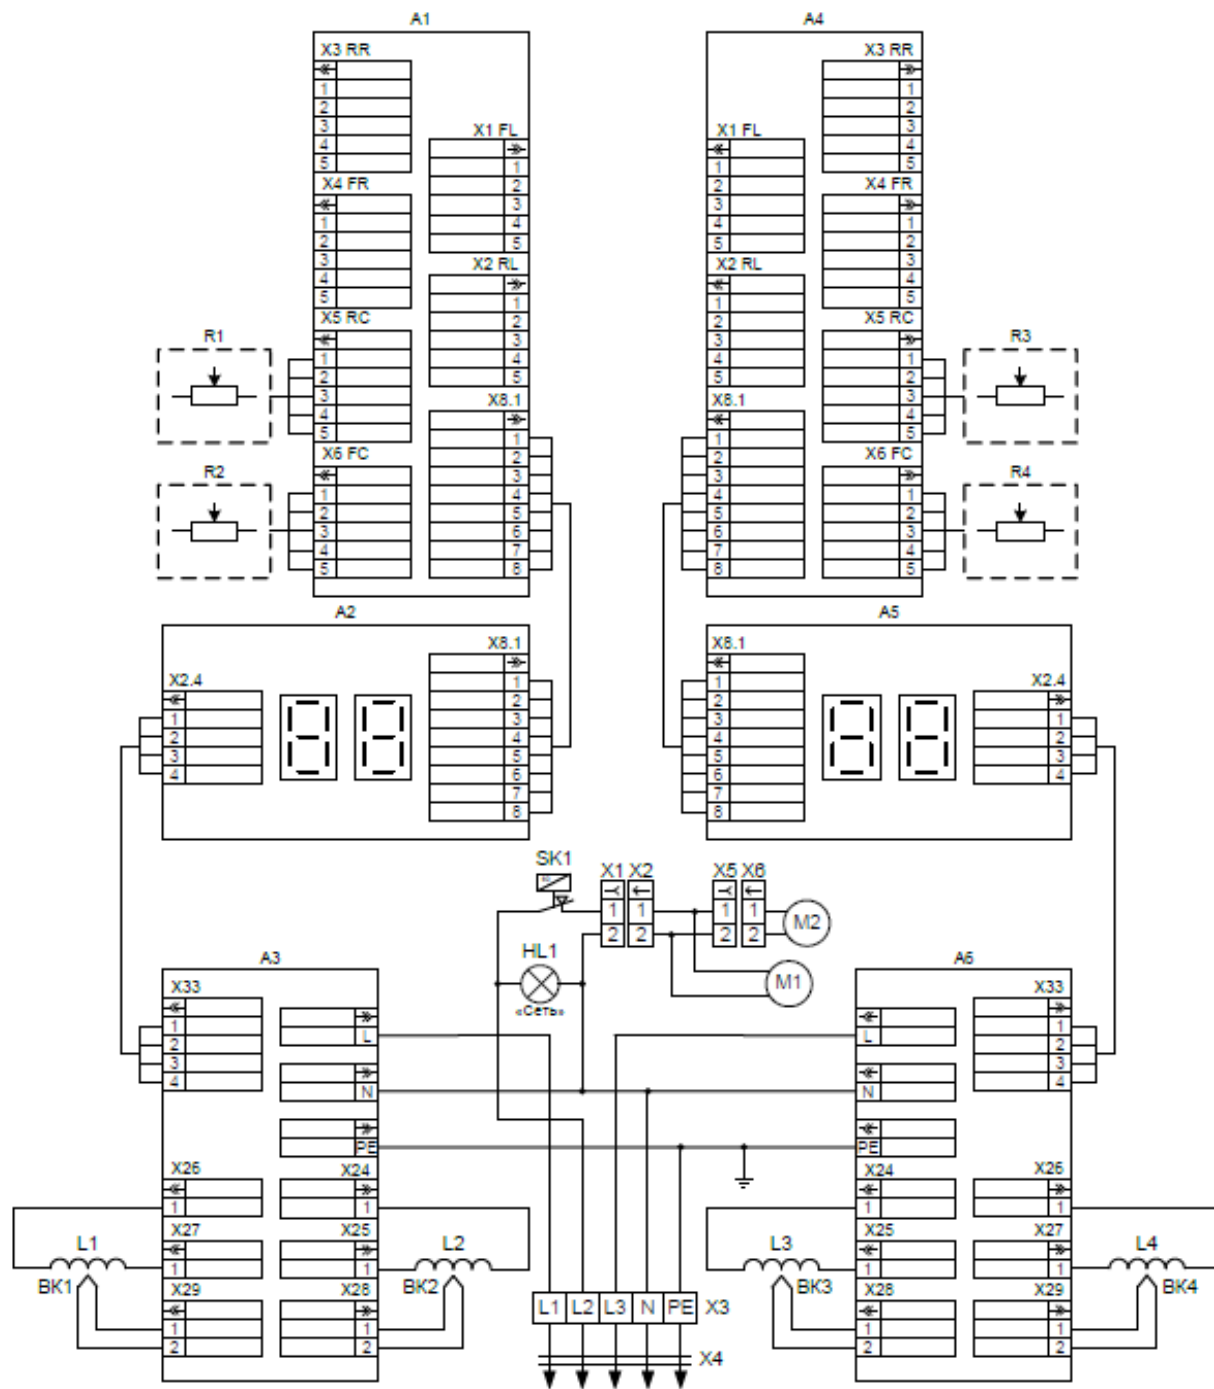 A1
X3 RR
1
2
3
4
5
X1 FL
1
2
3
4
5
X4 FR
1
2
3
4
5
X2 RL
1
2
3
4
5
R1
X5 RC
1
2
3
4
5
X8.1
1
2
3
4
5
6
7
8
R2
X6 FC
1
2
3
4
5
A4
X3 RR
1
2
3
4
5
X1 FL
1
2
3
4
5
X4 FR
1
2
3
4
5
X2 RL
1
2
3
4
5
X5 RC
1
2
3
4
5
R3
X8.1
1
2
3
4
5
6
7
8
X6 FC
1
2
3
4
5
R4
A2
X2.4
1
2
3
4
X8.1
1
2
3
4
5
6
7
8
A5
X8.1
1
2
3
4
5
6
7
8
X2.4
1
2
3
4
SK1
X1 X2
1 1
2 2
X5 X6
1 1
2 2
M2
HL1
«Сеть»
M1
A3
X33
1
2
3
4
L
N
PE
X26
1
X24
1
X27
1
X25
1
L1
BK1
L2
BK2
X29
1
2
X28
1
2
A6
X33
1
2
3
4
L
N
PE
X24
1
X26
1
X25
1
X27
1
L3
BK3
L4
BK4
X28
1
2
X29
1
2
L1 L2 L3 N PE X3
X4